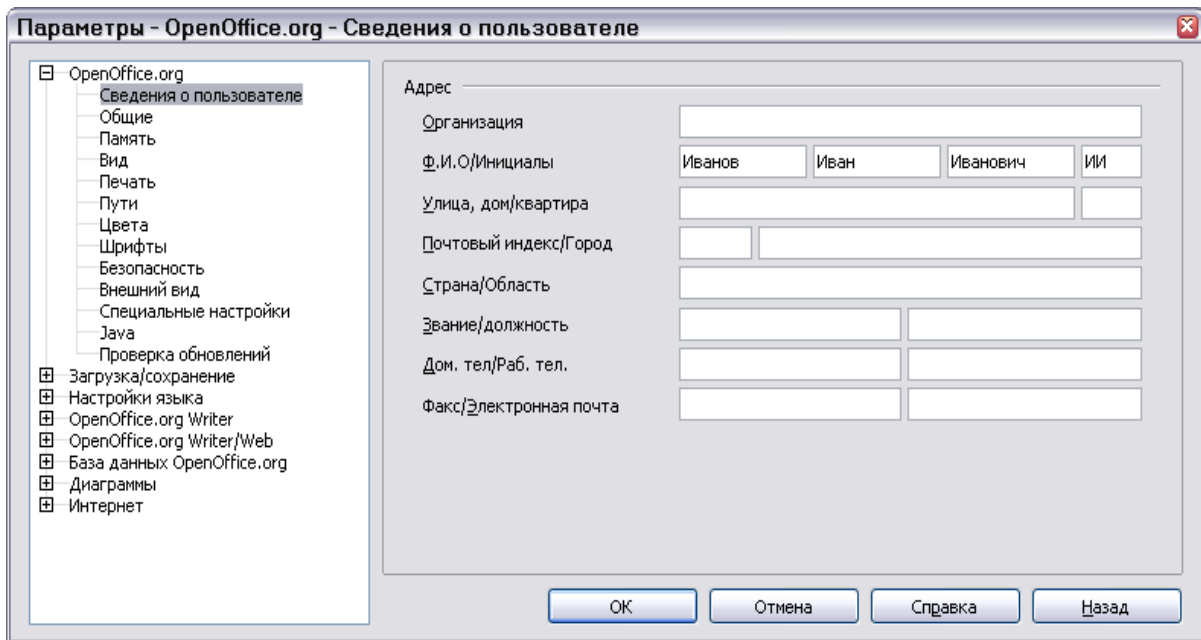 Параметры - OpenOffice.org - Сведения о пользователе
OpenOffice.org
Сведения о пользователе
Общие
Память
Вид
Печать
Пути
Цвета
Шрифты
Безопасность
Внешний вид
Специальные настройки
Java
Проверка обновлений
Загрузка/сохранение
Настройки языка
OpenOffice.org Writer
OpenOffice.org Writer/Web
База данных OpenOffice.org
Диаграммы
Интернет
Адрес
Организация
Ф.И.О/Инициалы Иванов Иван Иванович ИИ
Улица, дом/квартира
Почтовый индекс/Город
Страна/Область
Звание/должность
Дом. тел/Раб. тел.
Факс/Электронная почта
ОК Отмена Справка Назад